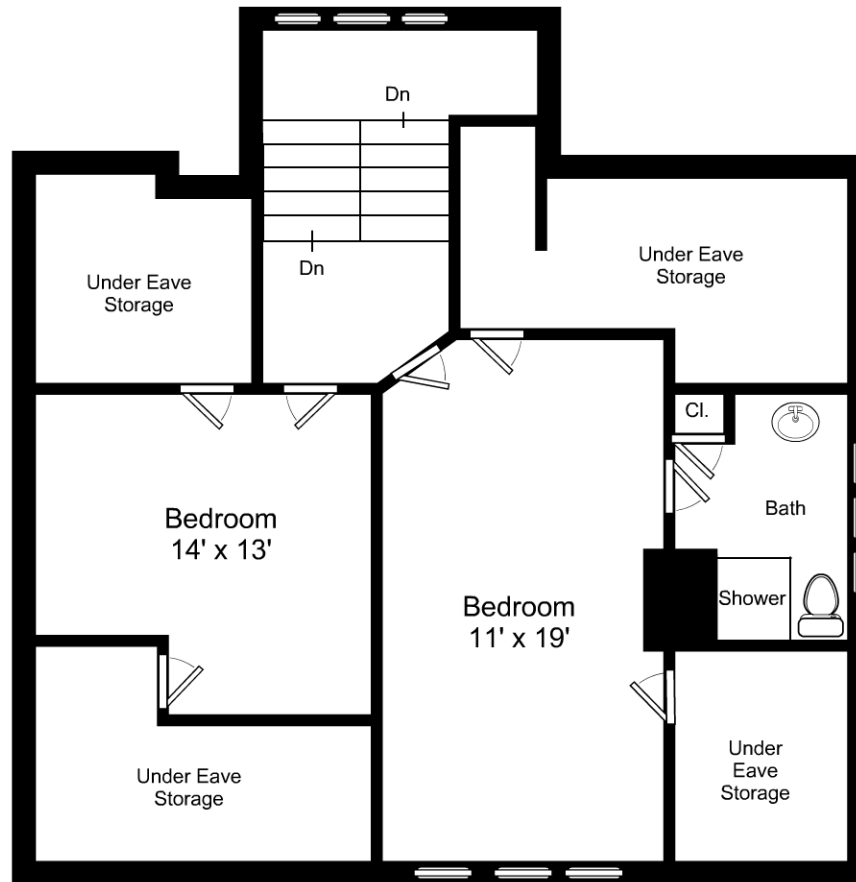 Dn
Dn
Under Eave
Storage
Under Eave
Storage
Cl.
Bath
Bedroom
14' x 13'
Shower
Bedroom
11' x 19'
Under Eave
Storage
Under
Eave
Storage